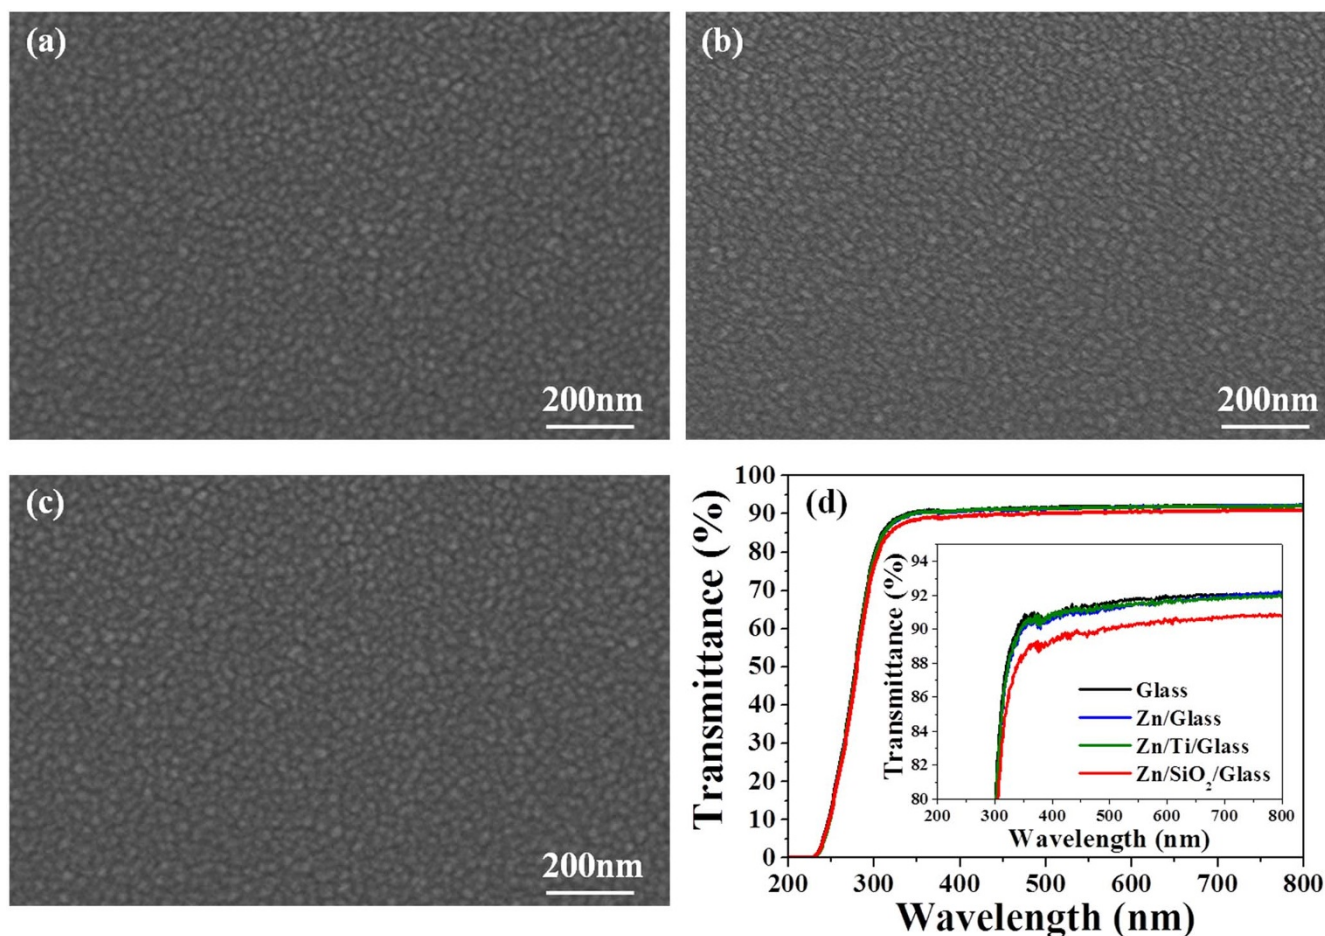 (a)
200nm
(b)
200nm
(c)
200nm
(d)
Transmittance (%)
100
90
80
70
60
50
40
30
20
10
0
200 300 400 500 600 700 800
Wavelength (nm)
Transmittance (%)
94
92
90
88
86
84
82
80
200 300 400 500 600 700 800
Wavelength (nm)
Glass
Zn/Glass
Zn/Ti/Glass
Zn/SiO₂/Glass